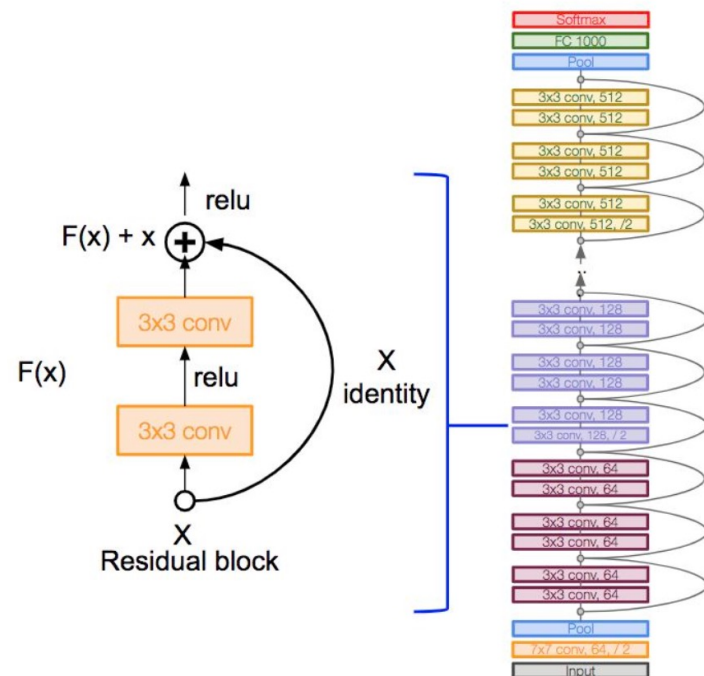 relu
F(x) + x
3x3 conv
F(x)
relu
X
identity
3x3 conv
X
Residual block
Softmax
FC 1000
Pool
3x3 conv, 512
3x3 conv, 512
3x3 conv, 512
3x3 conv, 512
3x3 conv, 512
3x3 conv, 512, /2
..
3x3 conv, 128
3x3 conv, 128
3x3 conv, 128
3x3 conv, 128
3x3 conv, 128
3x3 conv, 128, / 2
3x3 conv, 64
3x3 conv, 64
3x3 conv, 64
3x3 conv, 64
3x3 conv, 64
3x3 conv, 64
Pool
7x7 conv, 64, / 2
Input